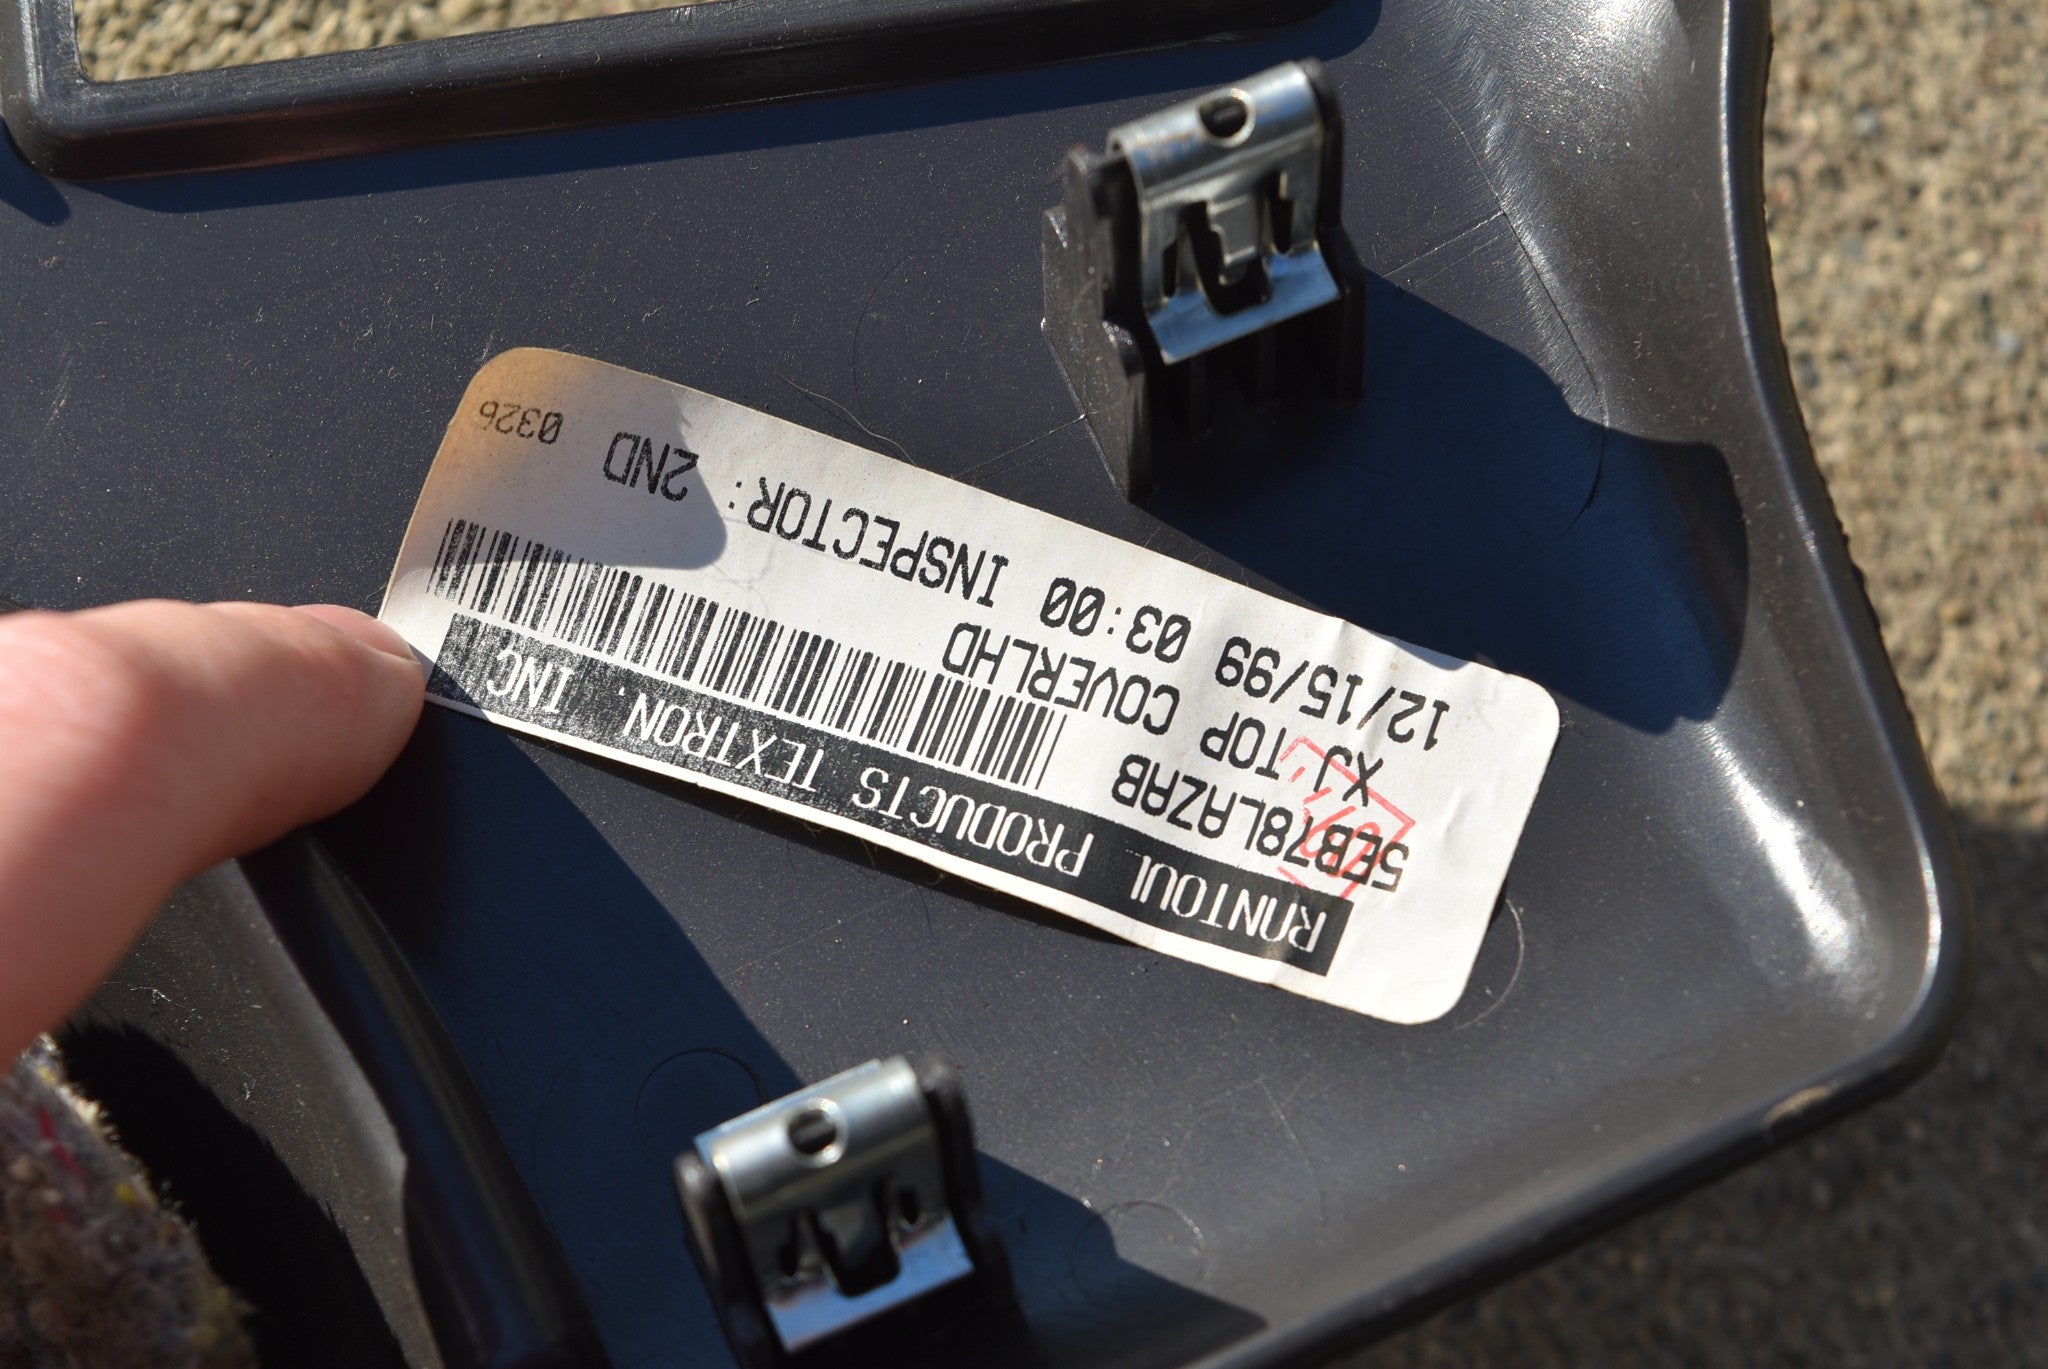 RANTOUL PRODUCTS TEXTRON INC
5EB78LAZAB
XJ TOP COVERLHD
12/15/99 03:00 INSPECTOR: 2ND
0326